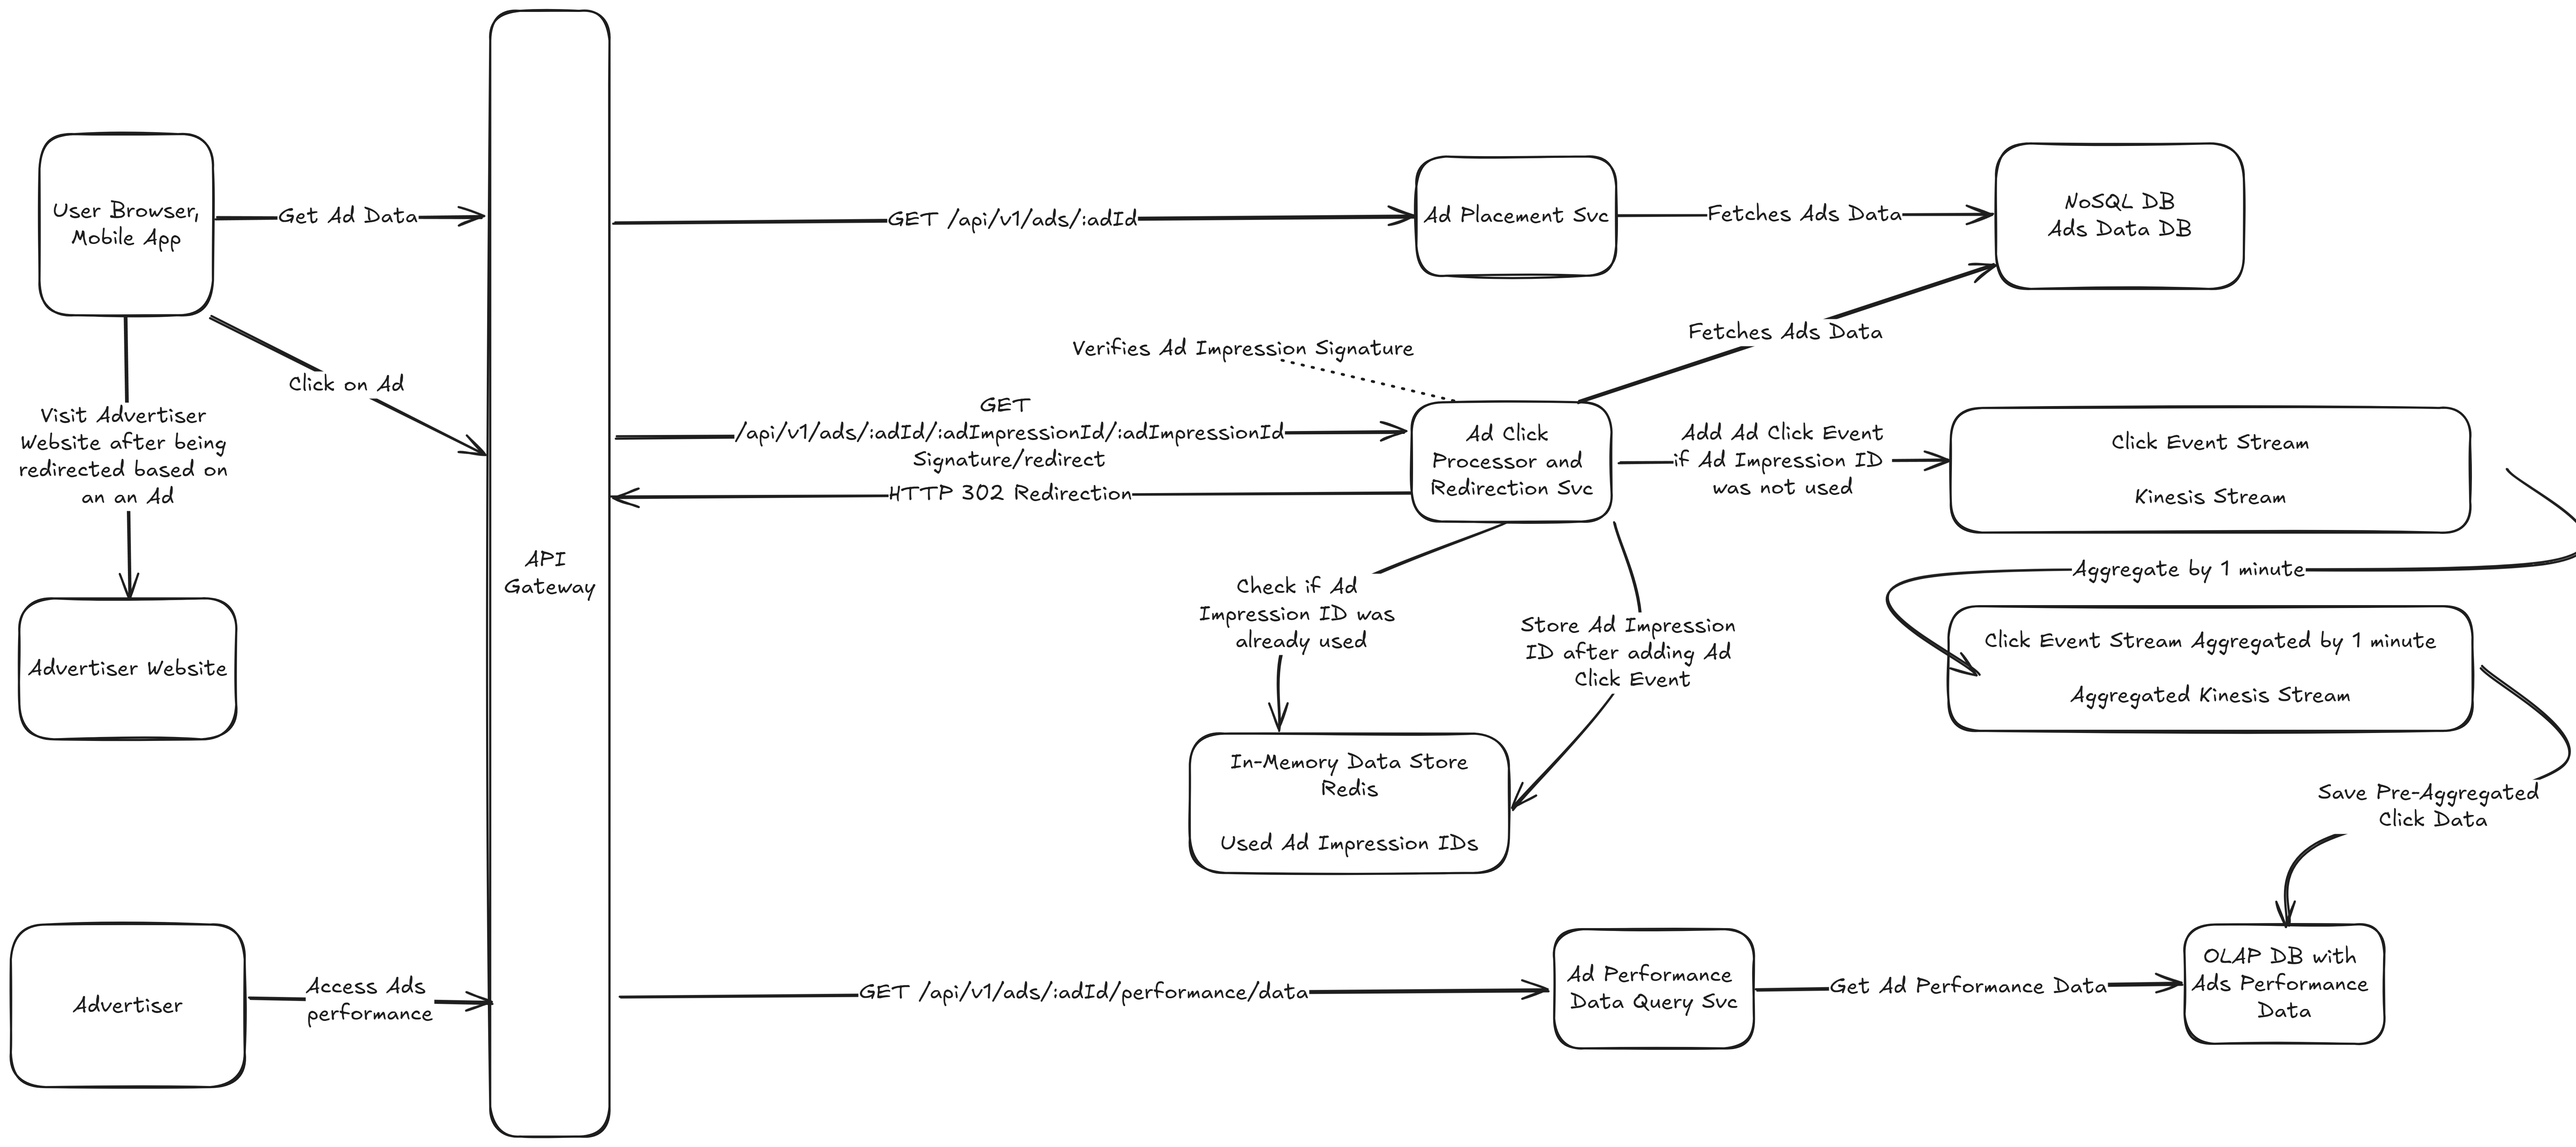 User Browser,
Mobile App
Get Ad Data
GET /api/v1/ads/:adId
Ad Placement Svc
Fetches Ads Data
NoSQL DB
Ads Data DB
Click on Ad
Visit Advertiser
Website after being
redirected based on
an an Ad
Advertiser Website
API
Gateway
Verifies Ad Impression Signature
Fetches Ads Data
GET
/api/v1/ads/:adId/:adImpressionId/:adImpressionId
Signature/redirect
HTTP 302 Redirection
Ad Click
Processor and
Redirection Svc
Add Ad Click Event
if Ad Impression ID
was not used
Click Event Stream
Kinesis Stream
Aggregate by 1 minute
Click Event Stream Aggregated by 1 minute
Aggregated Kinesis Stream
Check if Ad
Impression ID was
already used
Store Ad Impression
ID after adding Ad
Click Event
In-Memory Data Store
Redis
Used Ad Impression IDs
Save Pre-Aggregated
Click Data
Advertiser
Access Ads
performance
GET /api/v1/ads/:adId/performance/data
Ad Performance
Data Query Svc
Get Ad Performance Data
OLAP DB with
Ads Performance
Data